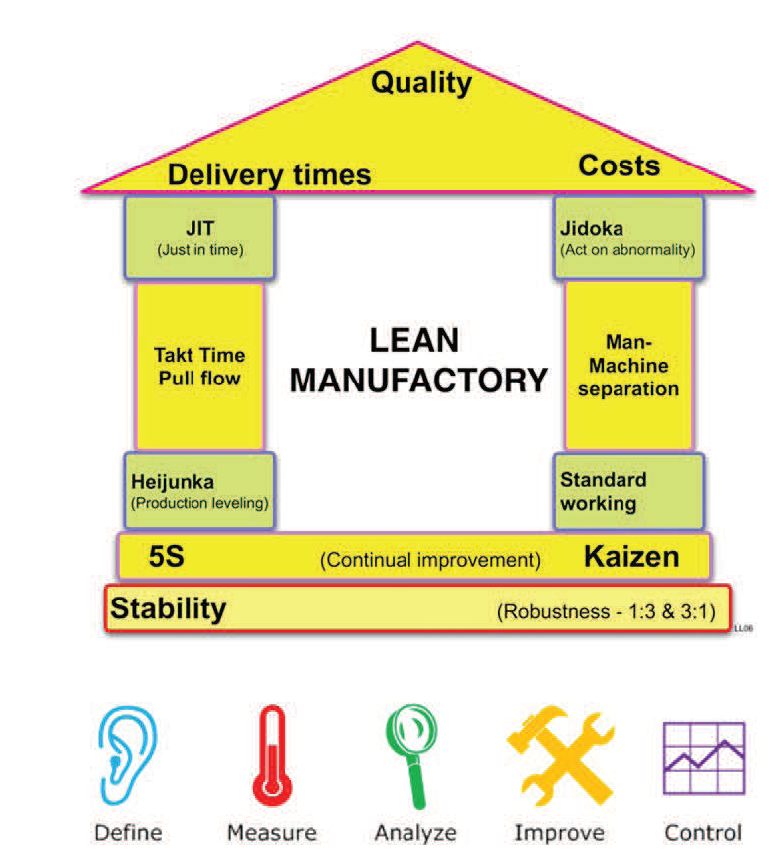 Quality
Delivery times
Costs
JIT
(Just in time)
Jidoka
(Act on abnormality)
Takt Time
Pull flow
LEAN
MANUFACTORY
Man-
Machine
separation
Heijunka
(Production leveling)
Standard
working
5S (Continual improvement) Kaizen
Stability (Robustness - 1:3 & 3:1)
LL06
Define Measure Analyze Improve Control